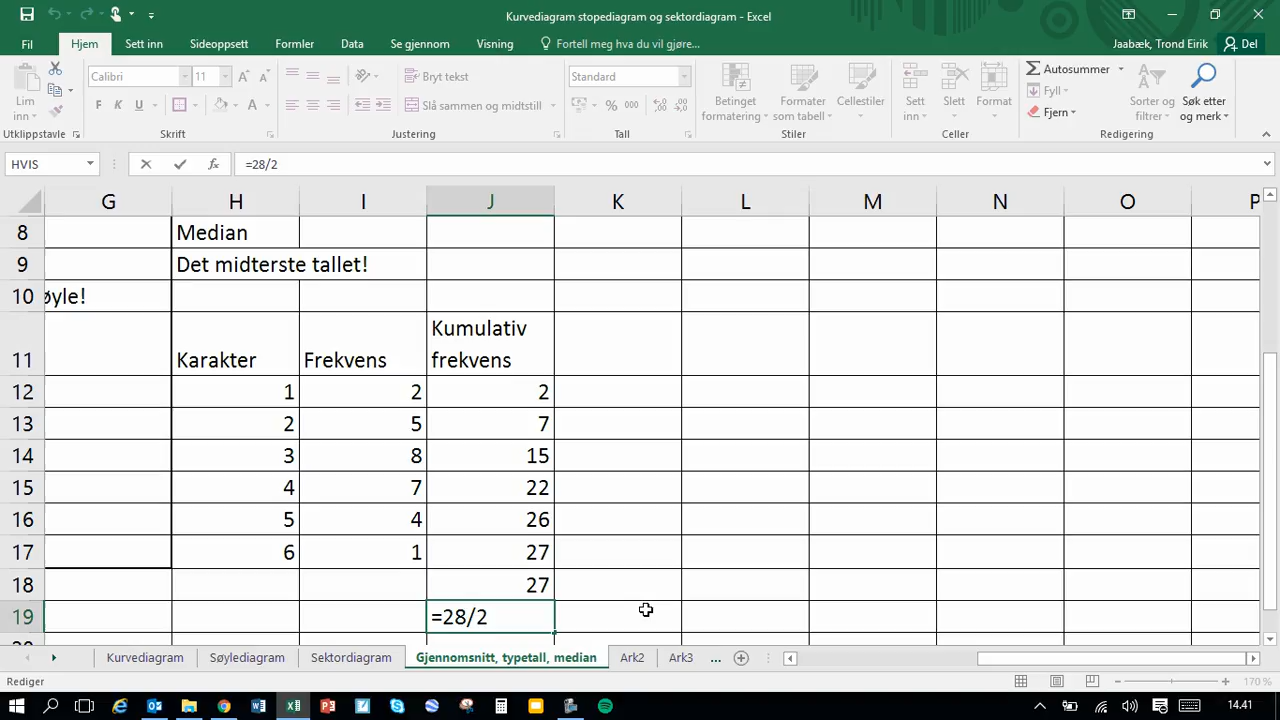 Kurvediagram stopediagram og sektordiagram - Excel
Fil Hjem Sett inn Sideoppsett Formler Data Se gjennom Visning Fortell meg hva du vil gjøre... Jaabæk, Trond Eirik Del
Lim inn
Calibri 11
F K U
Bryt tekst
Slå sammen og midtstill
Standard
% 000
Betinget formatering
Formater som tabell
Cellestiler
Sett inn
Slett
Format
Autosummer
Fyll
Fjern
Sorter og filtrer
Søk etter og merk
Utklippstavle Skrift Justering Tall Stiler Celler Redigering
HVIS fx =28/2
G H I J K L M N O P
8 Median
9 Det midterste tallet!
10 øyle!
11 Karakter Frekvens Kumulativ frekvens
12 1 2 2
13 2 5 7
14 3 8 15
15 4 7 22
16 5 4 26
17 6 1 27
18 27
19 =28/2
Kurvediagram Søylediagram Sektordiagram Gjennomsnitt, typetall, median Ark2 Ark3 ...
Rediger 170 %
14.41